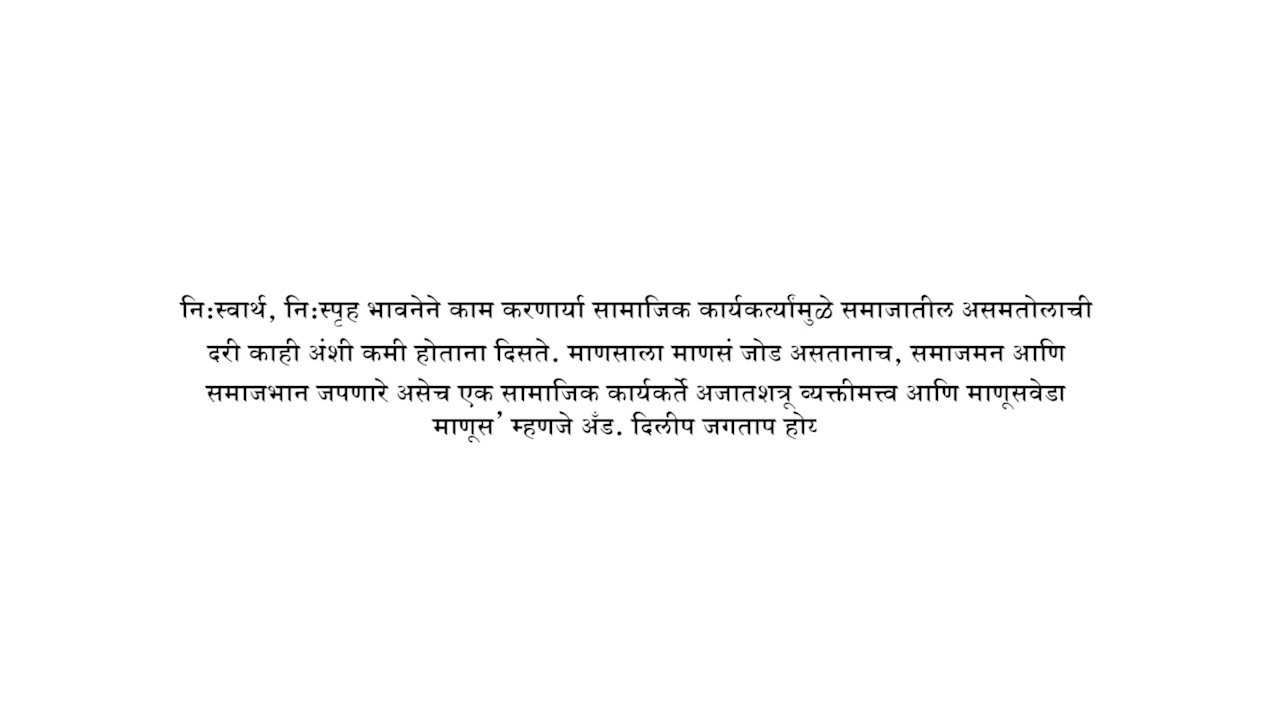 नि:स्वार्थ, नि:स्पृह भावनेने काम करणार्या सामाजिक कार्यकर्त्यांमुळे समाजातील असमतोलाची
दरी काही अंशी कमी होताना दिसते. माणसाला माणसं जोड असतानाच, समाजमन आणि
समाजभान जपणारे असेच एक सामाजिक कार्यकर्ते अजातशत्रू व्यक्तीमत्त्व आणि माणूसवेडा
माणूस’ म्हणजे अँड. दिलीप जगताप